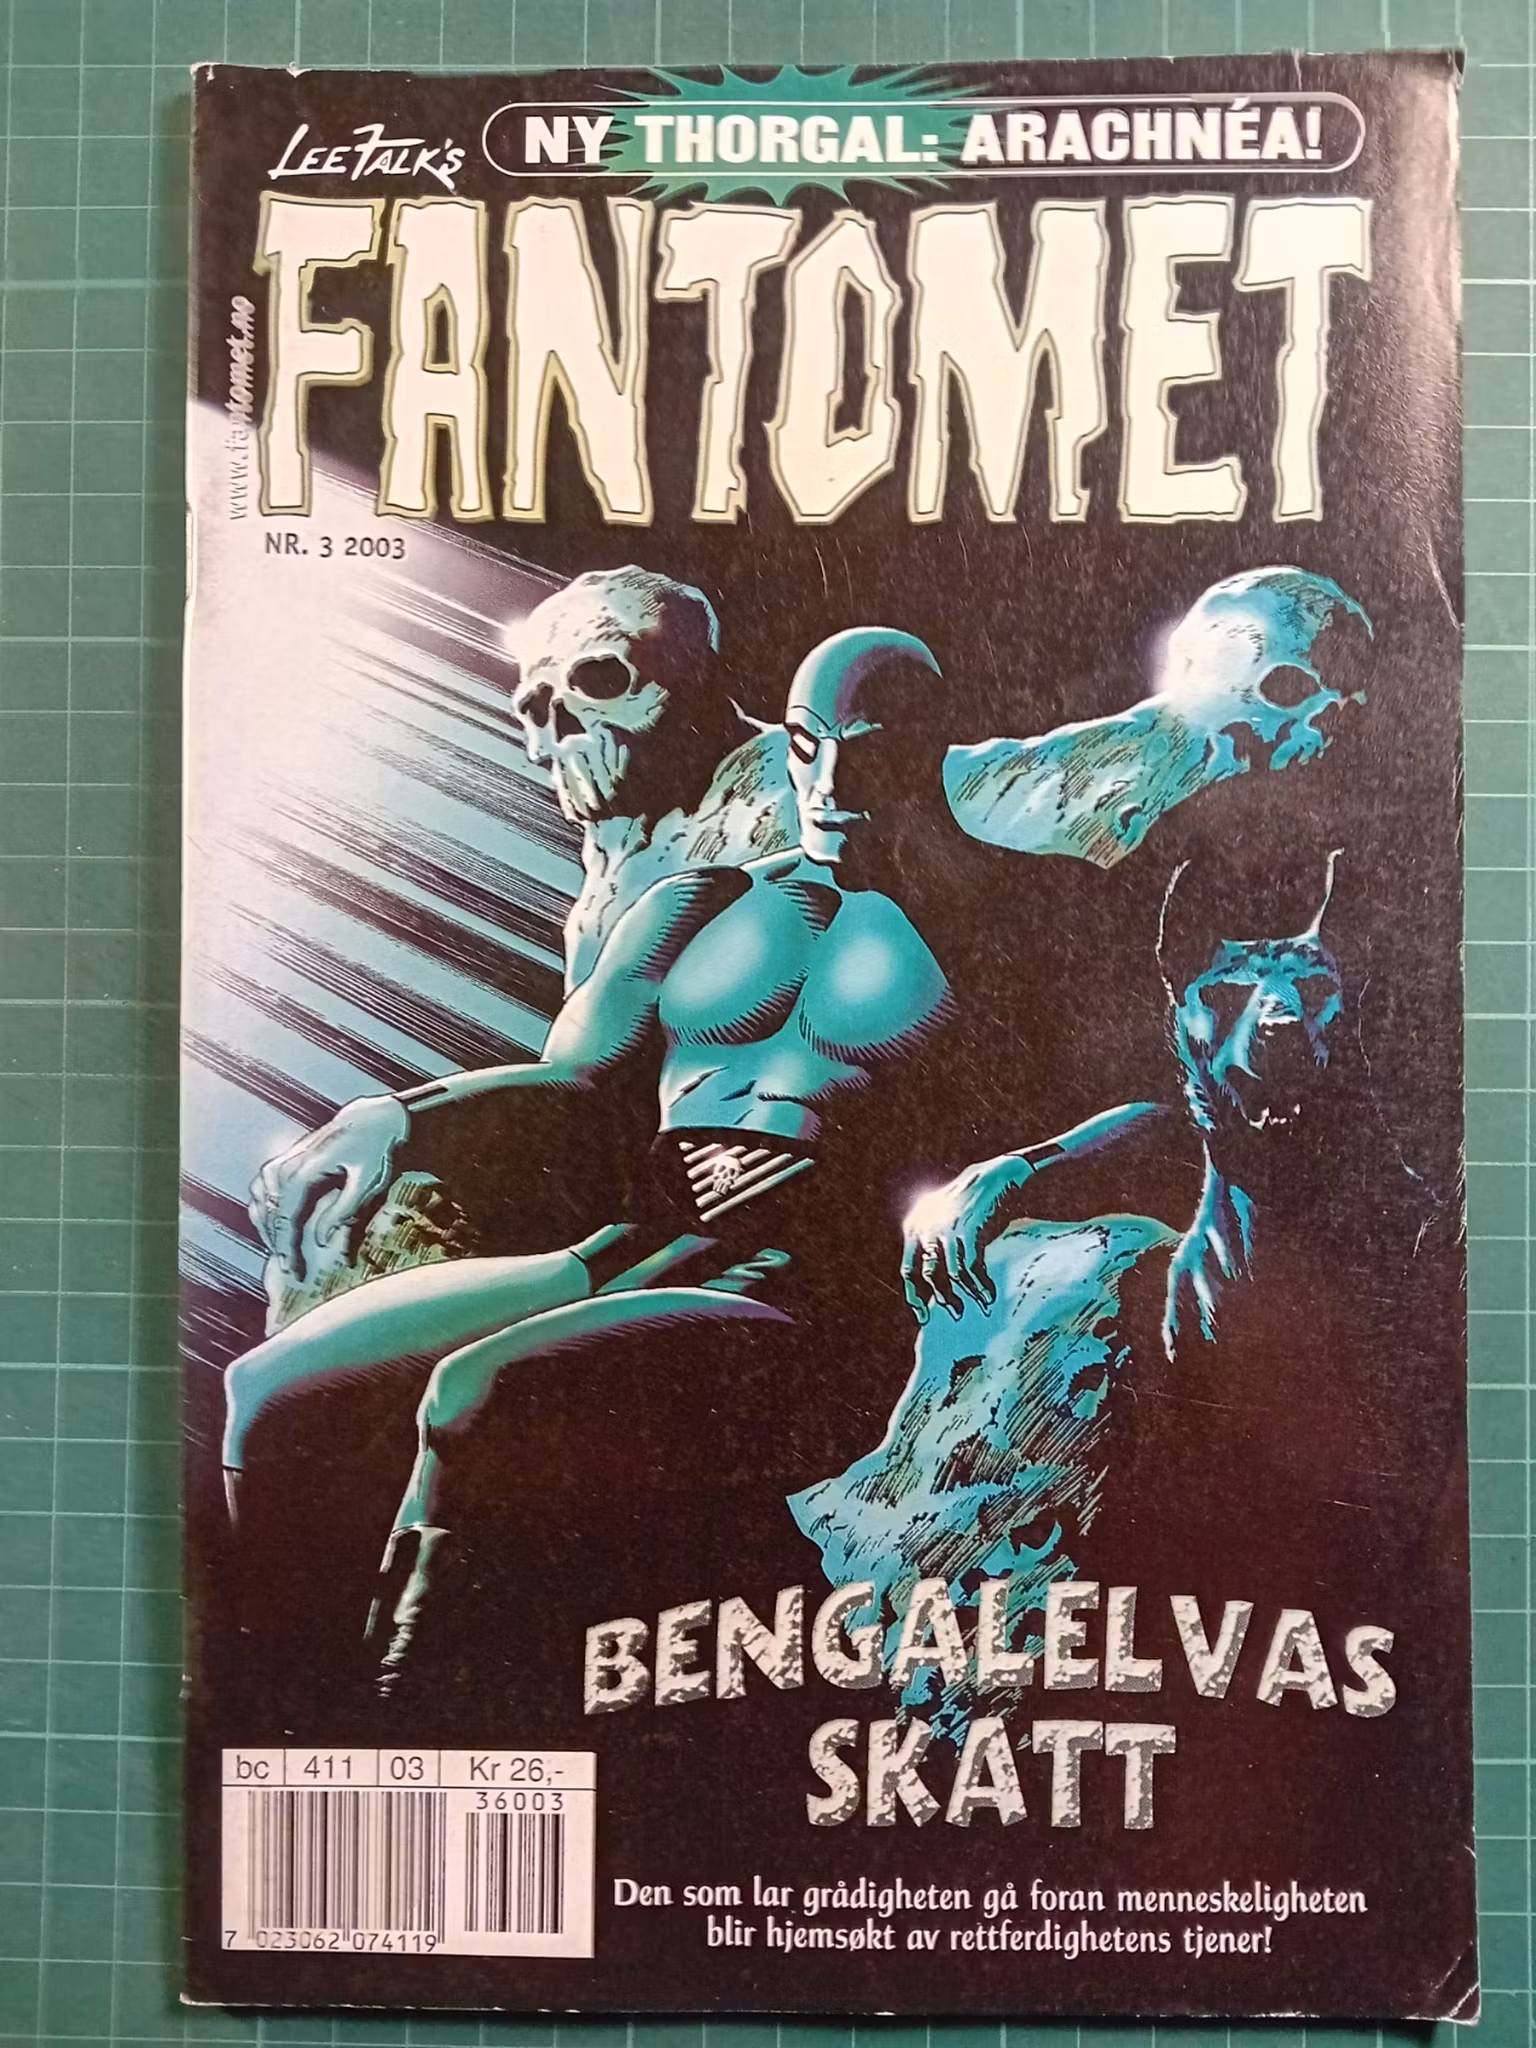 NY THORGAL: ARACHNÉA!
LEE FALK'S
FANTOMET
www.fantomet.no
NR. 3 2003
BENGALELVAS
SKATT
bc 411 03 Kr 26,-
36003
7 023062 074119
Den som lar grådigheten gå foran menneskeligheten
blir hjemsøkt av rettferdighetens tjener!